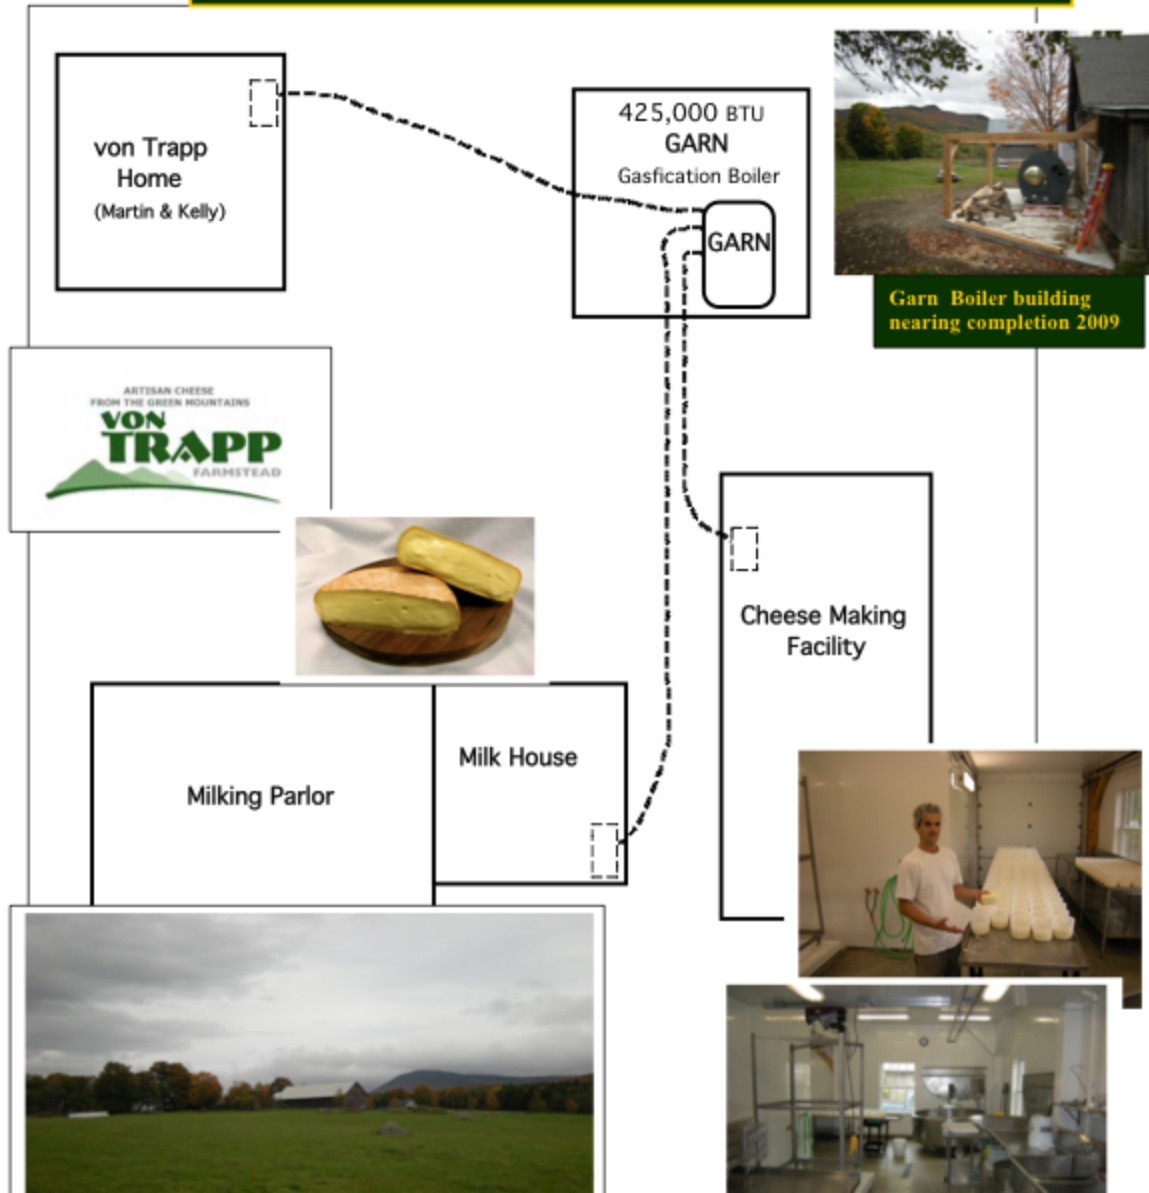 425,000 BTU
GARN
Gasfication Boiler
GARN
von Trapp
Home
(Martin & Kelly)
Garn Boiler building
nearing completion 2009
ARTISAN CHEESE
FROM THE GREEN MOUNTAINS
VON
TRAPP
FARMSTEAD
Cheese Making
Facility
Milk House
Milking Parlor